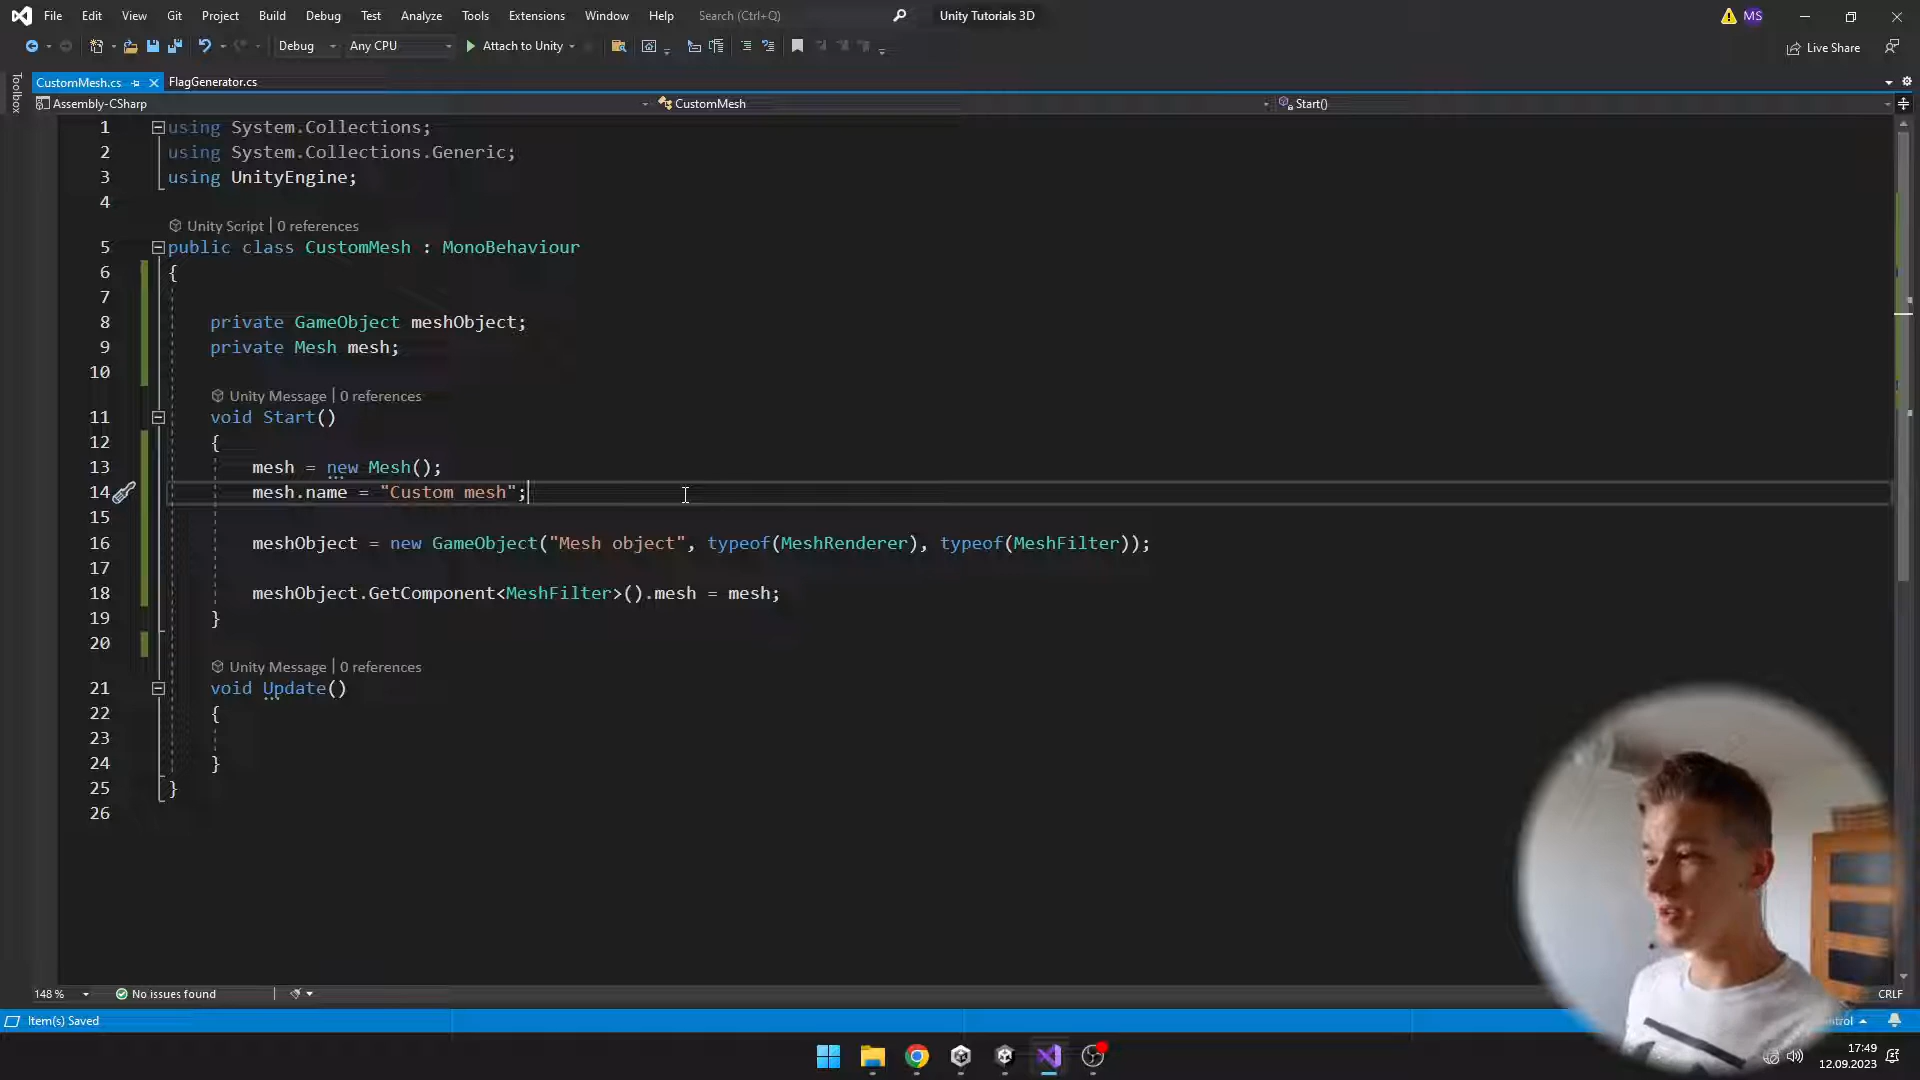 File Edit View Git Project Build Debug Test Analyze Tools Extensions Window Help Search (Ctrl+Q) Unity Tutorials 3D MS
Debug Any CPU Attach to Unity Live Share
Toolbox
CustomMesh.cs FlagGenerator.cs
Assembly-CSharp CustomMesh Start()
1 using System.Collections;
2 using System.Collections.Generic;
3 using UnityEngine;
4
Unity Script | 0 references
5 public class CustomMesh : MonoBehaviour
6 {
7
8 private GameObject meshObject;
9 private Mesh mesh;
10
Unity Message | 0 references
11 void Start()
12 {
13 mesh = new Mesh();
14 mesh.name = "Custom mesh";
15
16 meshObject = new GameObject("Mesh object", typeof(MeshRenderer), typeof(MeshFilter));
17
18 meshObject.GetComponent<MeshFilter>().mesh = mesh;
19 }
20
Unity Message | 0 references
21 void Update()
22 {
23
24 }
25 }
26
148 % No issues found CRLF
Item(s) Saved
17:49
12.09.2023